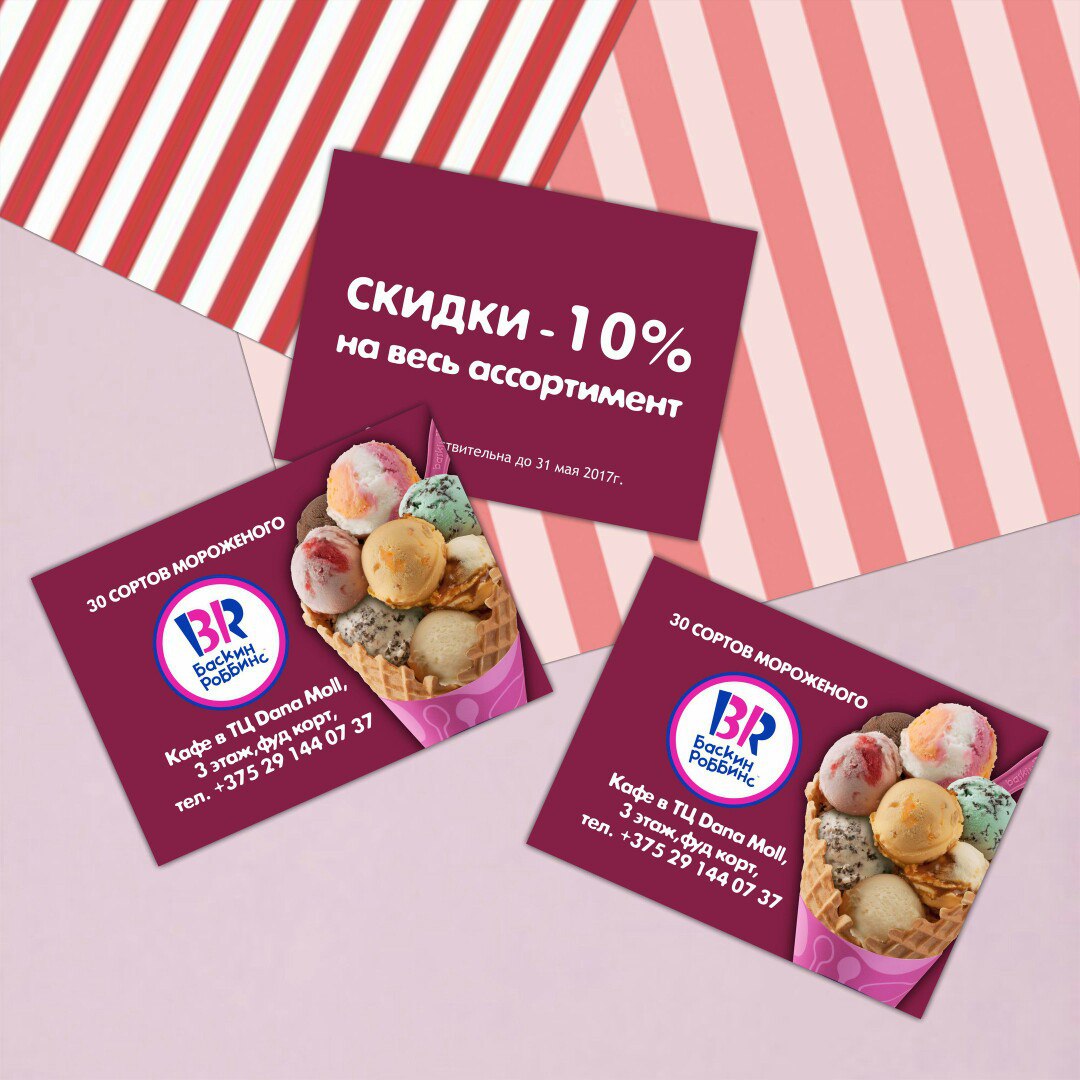 СКИДКИ - 10%
на весь ассортимент
до 31 мая 2017г.
30 СОРТОВ МОРОЖЕНОГО
BR
Баскин
Роббинс
Кафе в ТЦ Dana Moll,
3 этаж,фуд корт,
тел. +375 29 144 07 37
30 СОРТОВ МОРОЖЕНОГО
BR
Баскин
Роббинс
Кафе в ТЦ Dana Moll,
3 этаж,фуд корт,
тел. +375 29 144 07 37